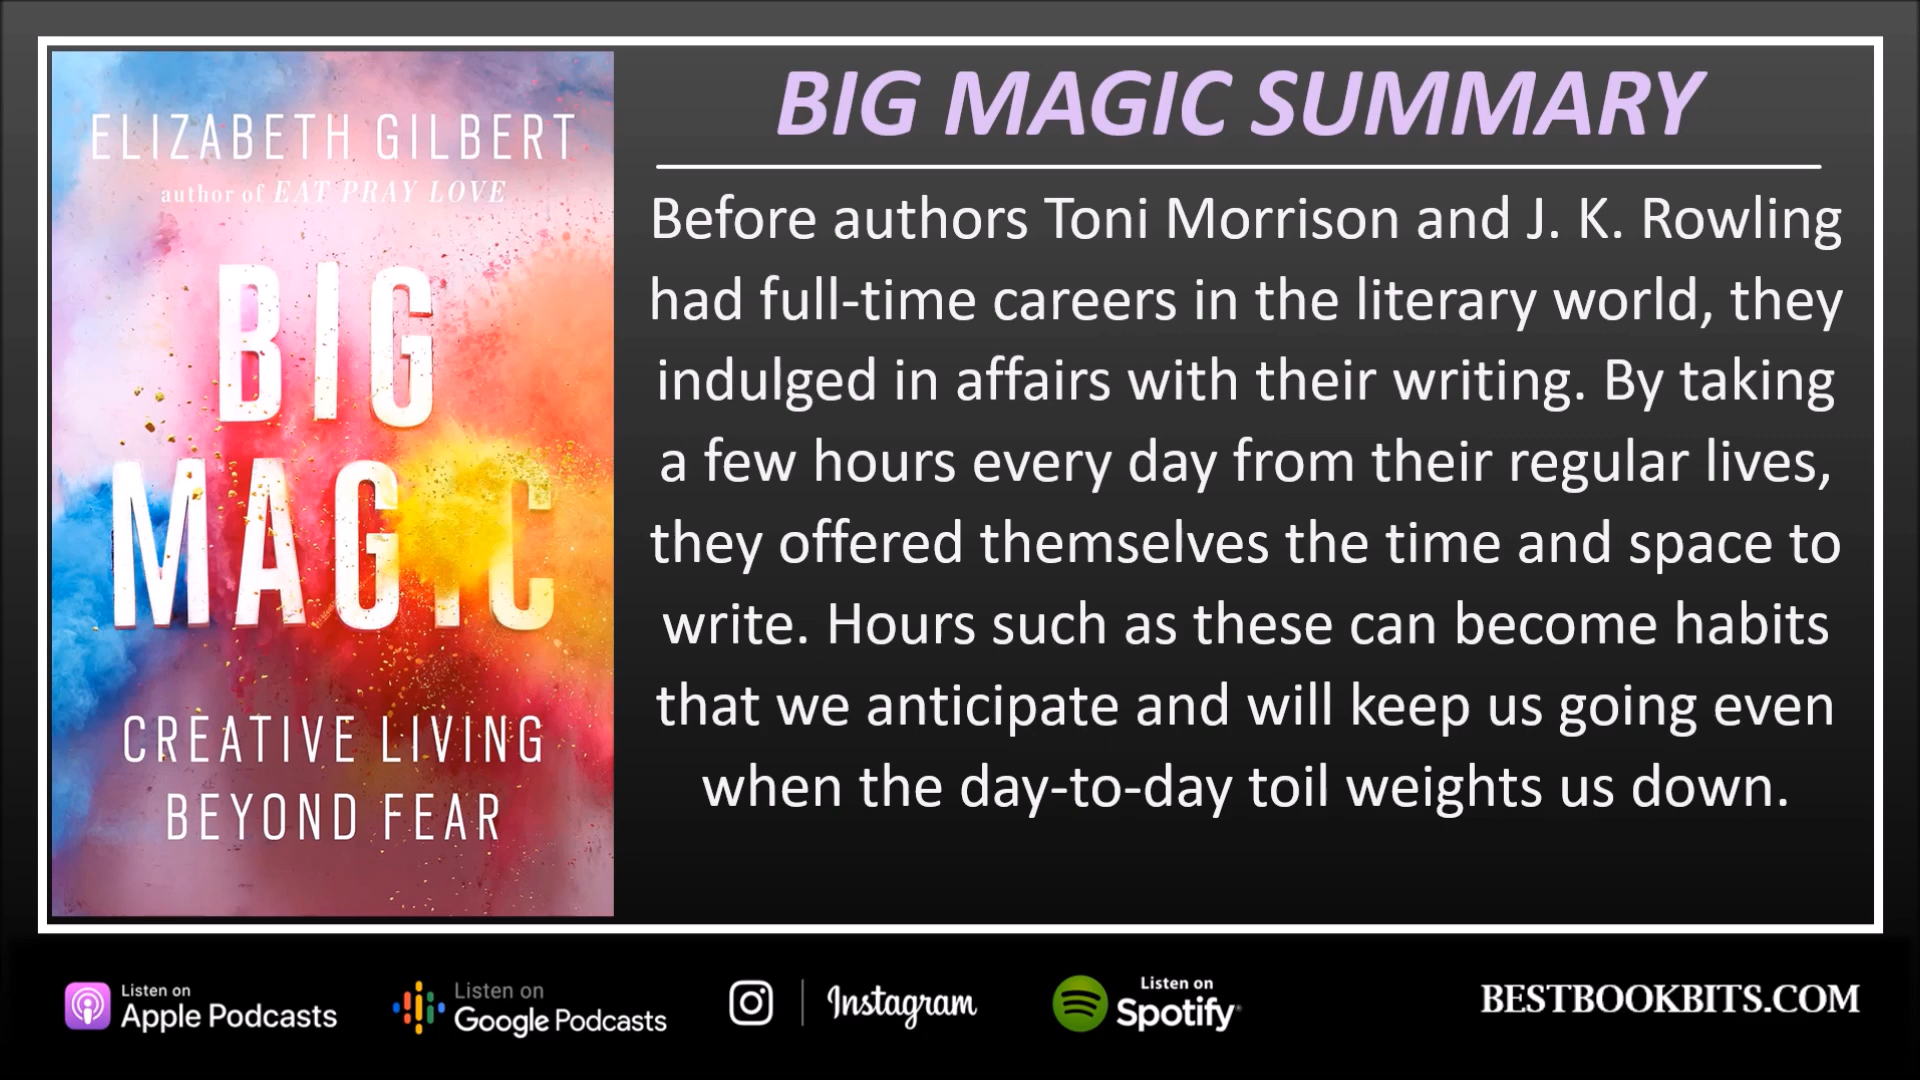 ELIZABETH GILBERT
author of EAT PRAY LOVE
BIG
MAGIC
CREATIVE LIVING
BEYOND FEAR
BIG MAGIC SUMMARY
Before authors Toni Morrison and J. K. Rowling
had full-time careers in the literary world, they
indulged in affairs with their writing. By taking
a few hours every day from their regular lives,
they offered themselves the time and space to
write. Hours such as these can become habits
that we anticipate and will keep us going even
when the day-to-day toil weights us down.
Listen on
Apple Podcasts
Listen on
Google Podcasts
Instagram
Listen on
Spotify
BESTBOOKBITS.COM